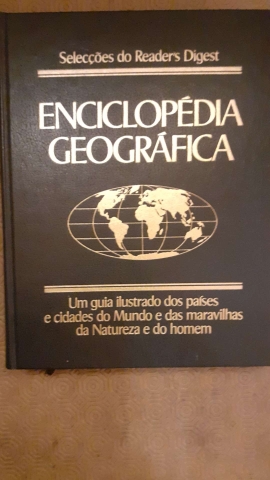 Selecções do Reader's Digest
ENCICLOPÉDIA
GEOGRÁFICA
Um guia ilustrado dos países
e cidades do Mundo e das maravilhas
da Natureza e do homem